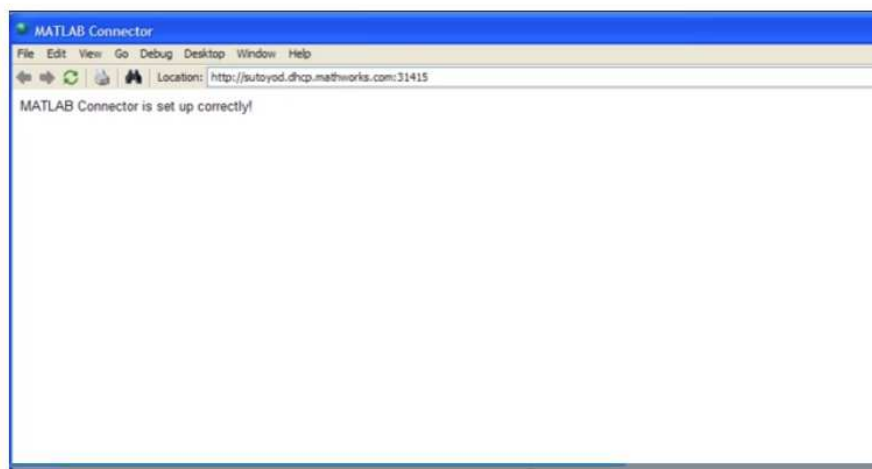 MATLAB Connector
File Edit View Go Debug Desktop Window Help
Location: http://sutoyod.dhcp.mathworks.com:31415
MATLAB Connector is set up correctly!